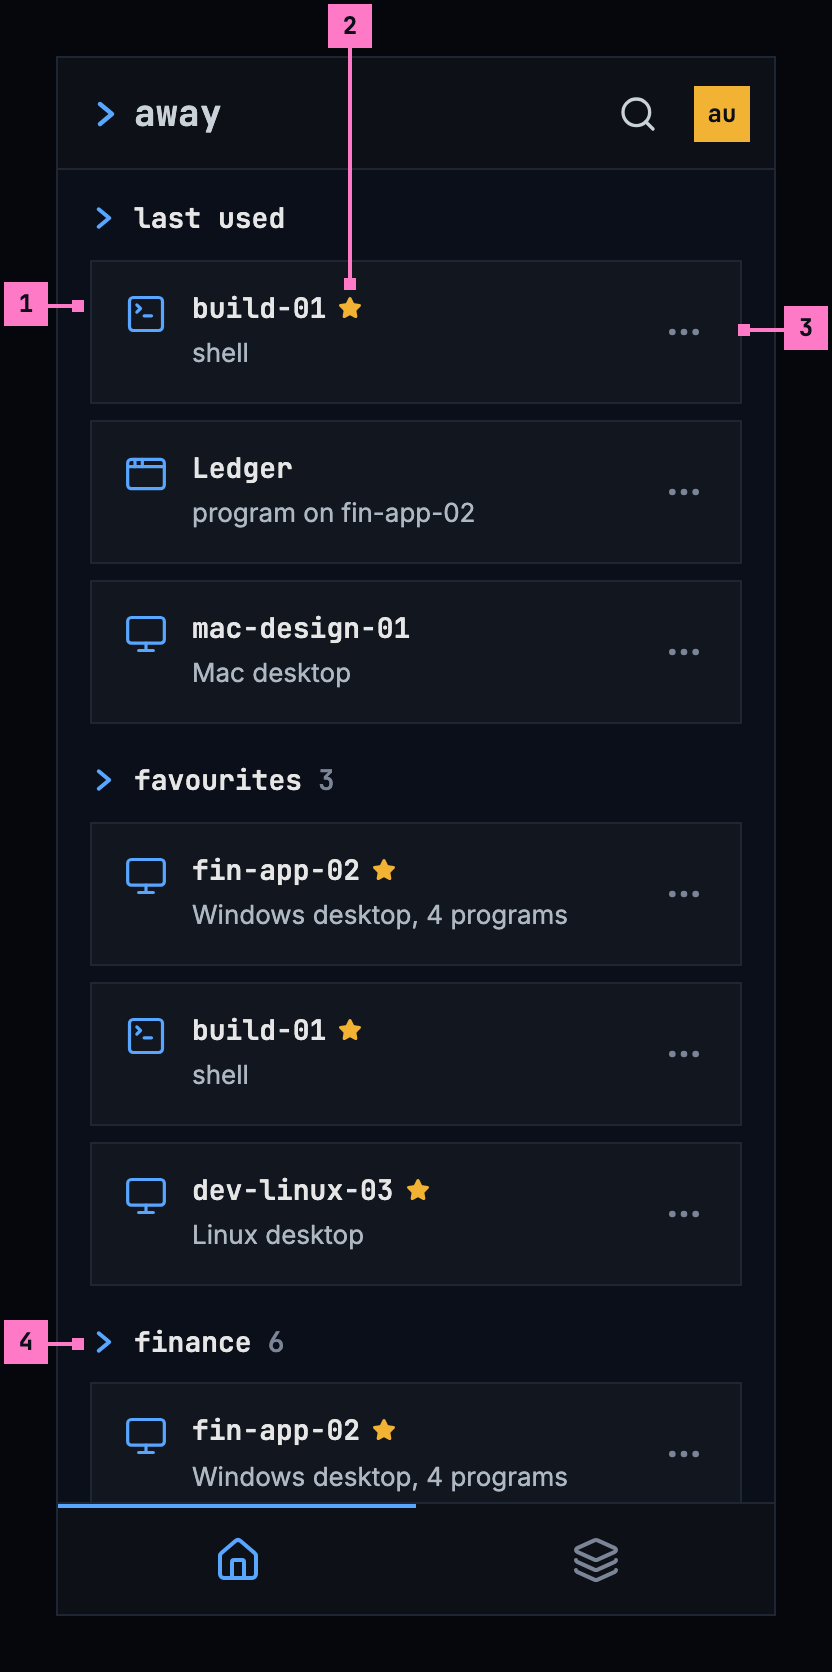 2
away
au
last used
1
build-01
shell
3
Ledger
program on fin-app-02
mac-design-01
Mac desktop
favourites 3
fin-app-02
Windows desktop, 4 programs
build-01
shell
dev-linux-03
Linux desktop
4
finance 6
fin-app-02
Windows desktop, 4 programs